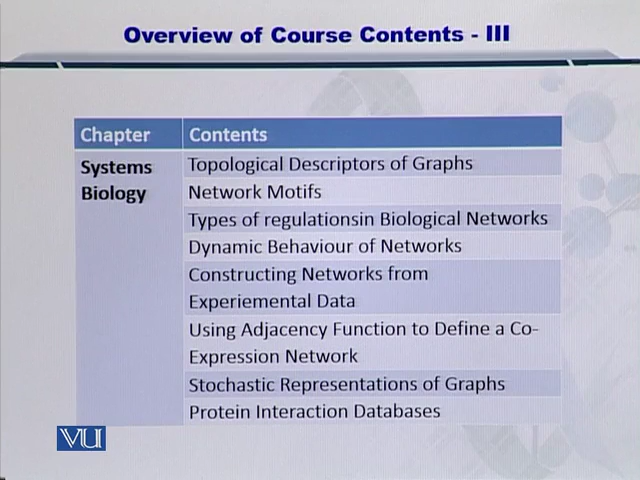 Overview of Course Contents - III
Chapter
Contents
Systems
Biology
Topological Descriptors of Graphs
Network Motifs
Types of regulationsin Biological Networks
Dynamic Behaviour of Networks
Constructing Networks from
Experiemental Data
Using Adjacency Function to Define a Co-
Expression Network
Stochastic Representations of Graphs
Protein Interaction Databases
VU